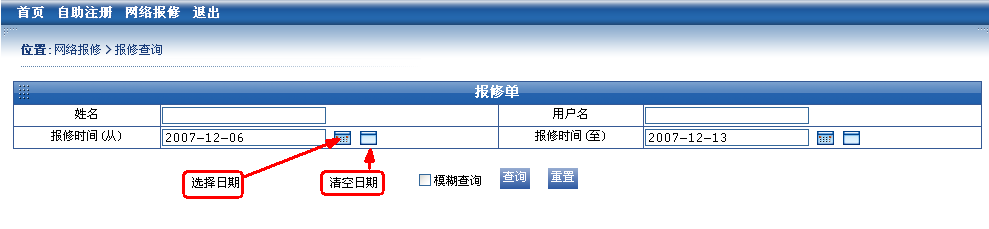 首页 自助注册 网络报修 退出
位置:网络报修 > 报修查询
报修单
姓名 用户名
报修时间(从) 2007-12-06 报修时间(至) 2007-12-13
选择日期 清空日期 模糊查询 查询 重置